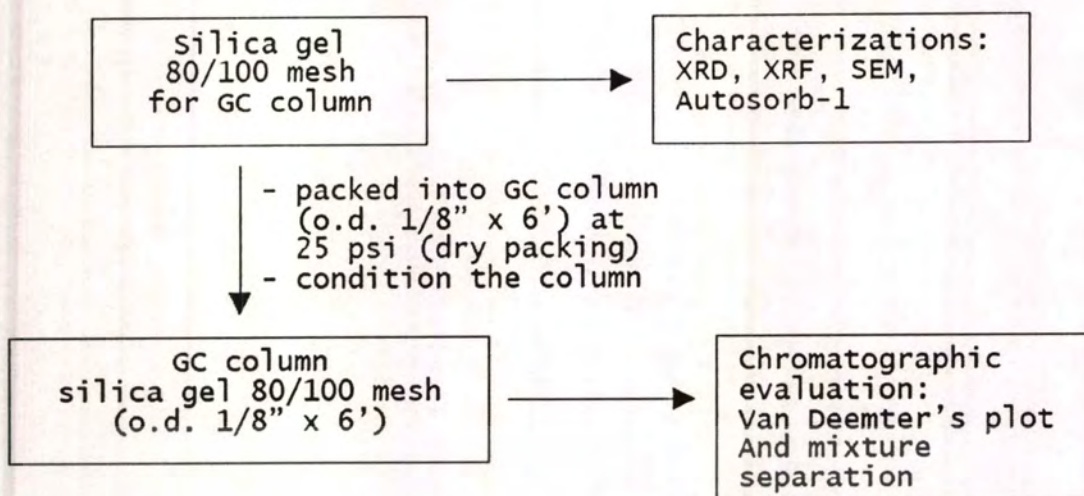 Silica gel
80/100 mesh
for GC column
Characterizations:
XRD, XRF, SEM,
Autosorb-1
- packed into GC column
(o.d. 1/8" x 6') at
25 psi (dry packing)
- condition the column
GC column
silica gel 80/100 mesh
(o.d. 1/8" x 6')
Chromatographic
evaluation:
Van Deemter's plot
And mixture
separation